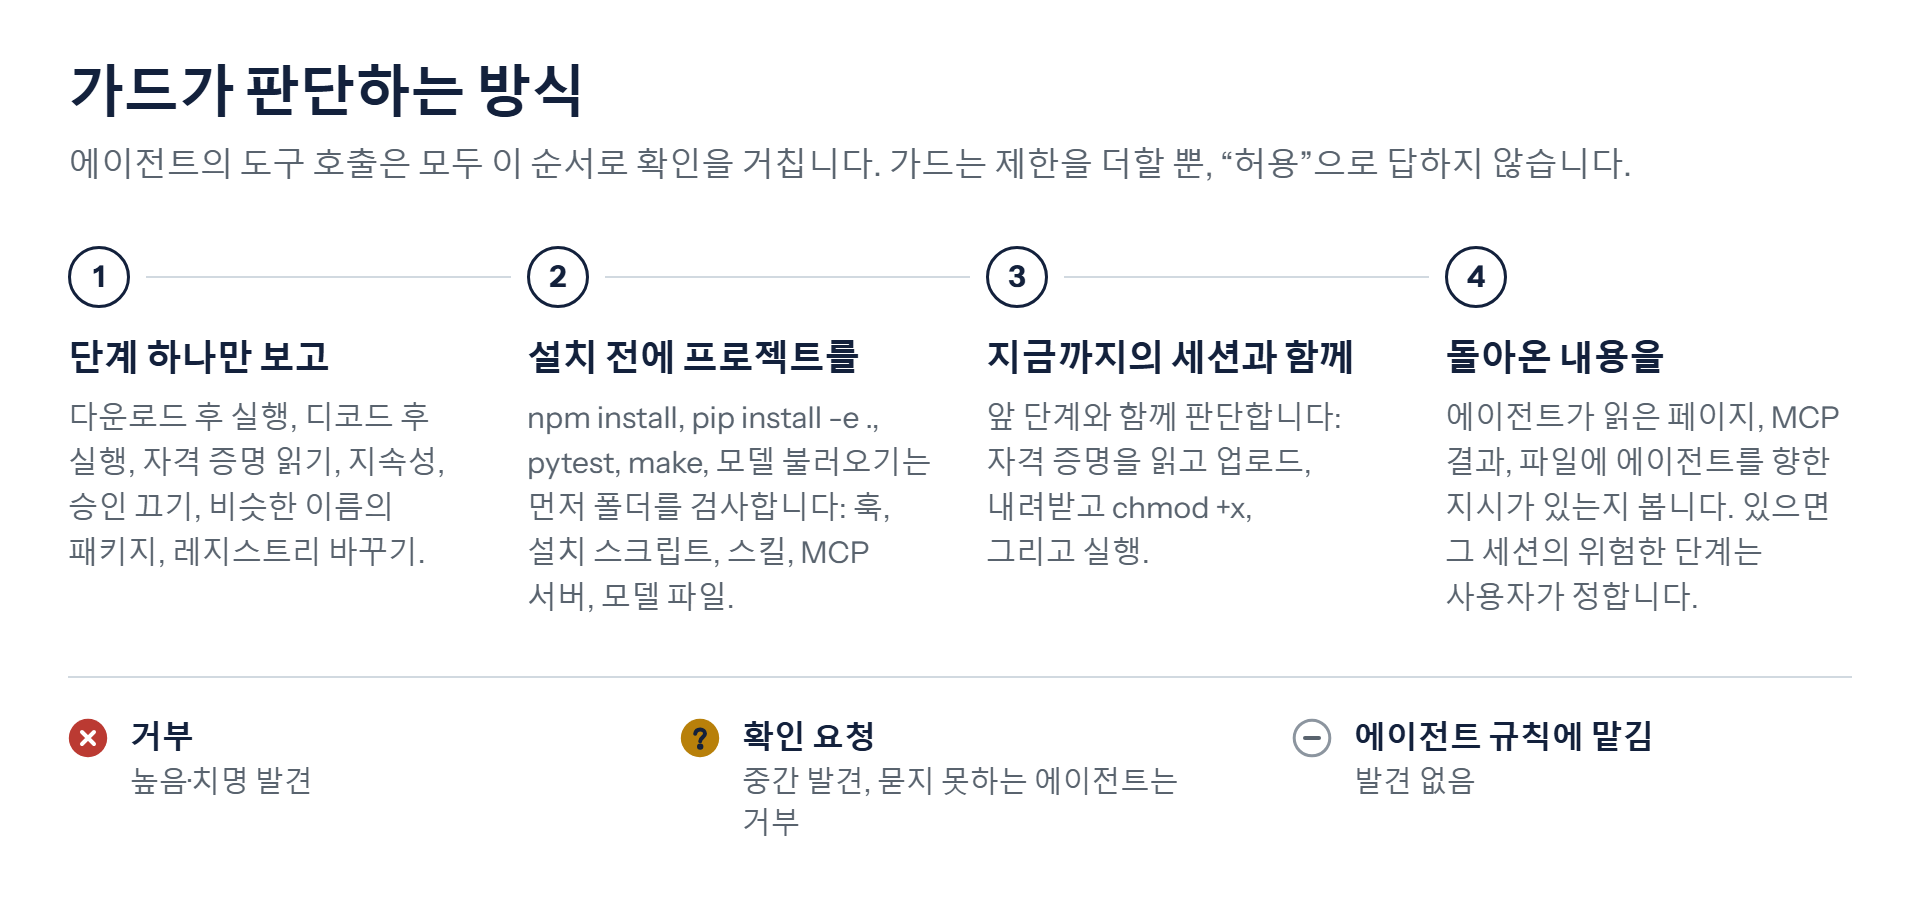 가드가 판단하는 방식
에이전트의 도구 호출은 모두 이 순서로 확인을 거칩니다. 가드는 제한을 더할 뿐, “허용”으로 답하지 않습니다.
1
단계 하나만 보고
다운로드 후 실행, 디코드 후
실행, 자격 증명 읽기, 지속성,
승인 끄기, 비슷한 이름의
패키지, 레지스트리 바꾸기.
2
설치 전에 프로젝트를
npm install, pip install -e .,
pytest, make, 모델 불러오기는
먼저 폴더를 검사합니다: 훅,
설치 스크립트, 스킬, MCP
서버, 모델 파일.
3
지금까지의 세션과 함께
앞 단계와 함께 판단합니다:
자격 증명을 읽고 업로드,
내려받고 chmod +x,
그리고 실행.
4
돌아온 내용을
에이전트가 읽은 페이지, MCP
결과, 파일에 에이전트를 향한
지시가 있는지 봅니다. 있으면
그 세션의 위험한 단계는
사용자가 정합니다.
거부
높음·치명 발견
?
확인 요청
중간 발견, 묻지 못하는 에이전트는
거부
에이전트 규칙에 맡김
발견 없음